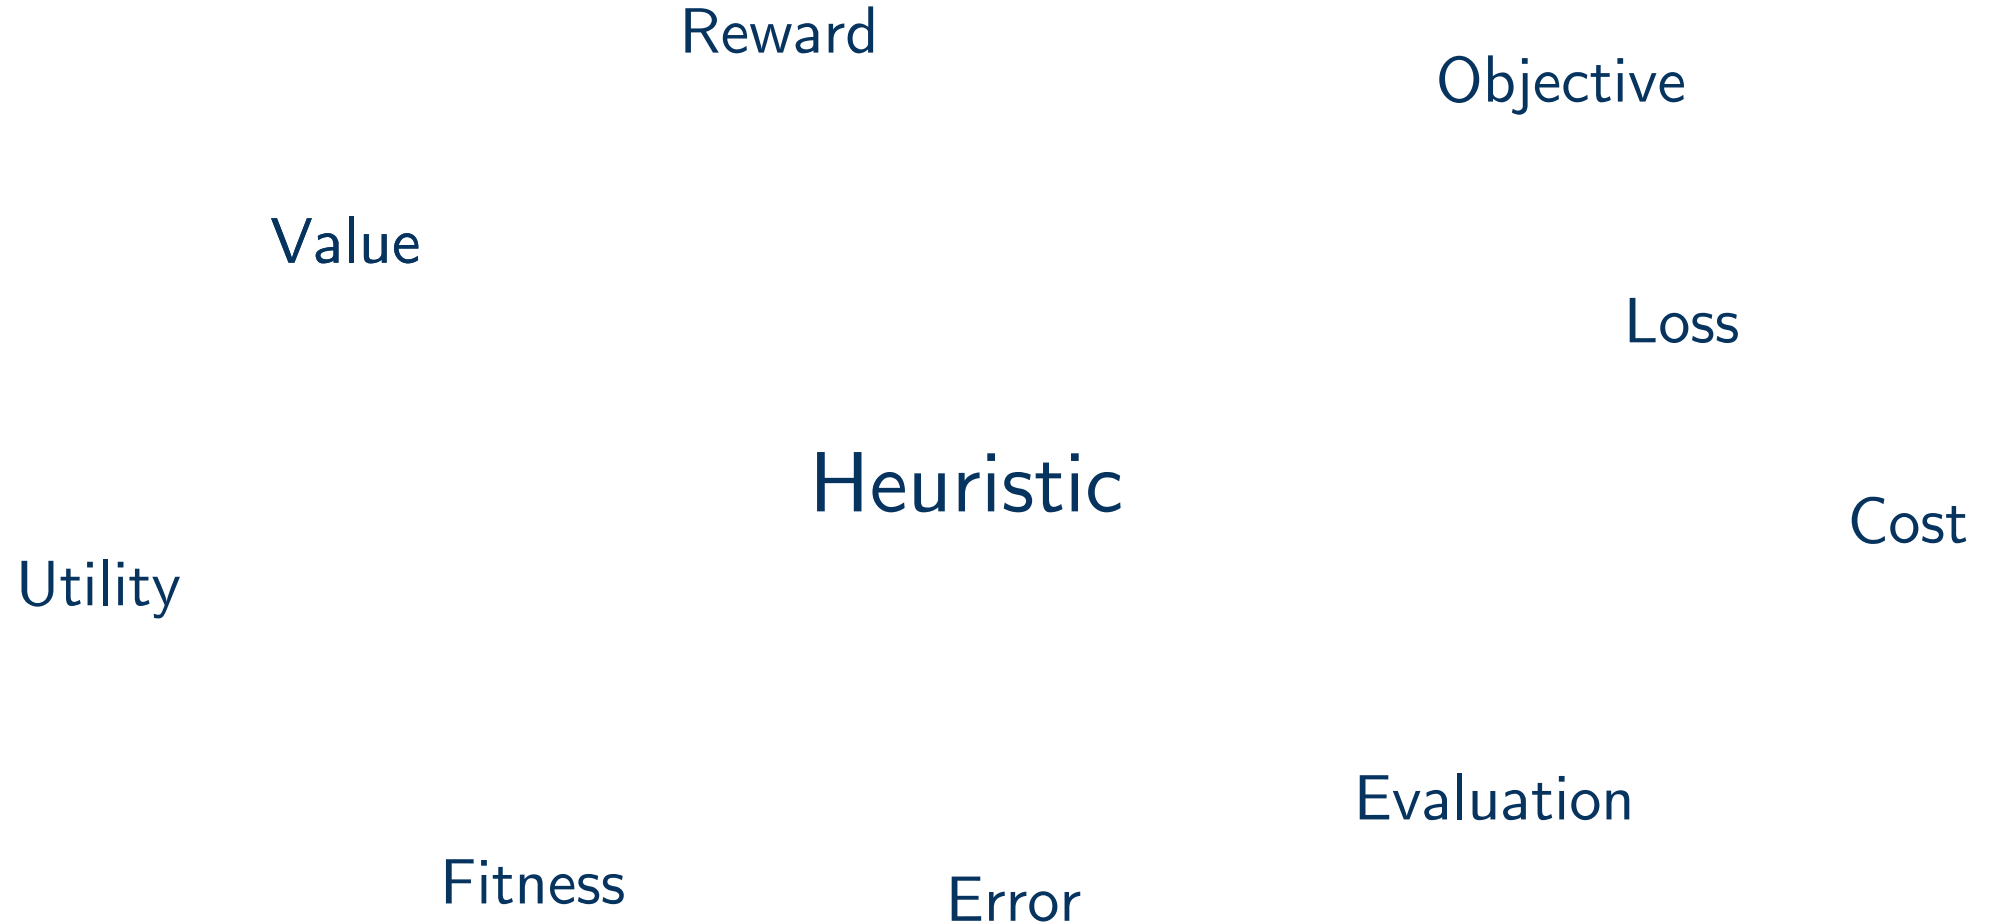 Reward
Objective
Value
Loss
Heuristic
Cost
Utility
Evaluation
Fitness
Error